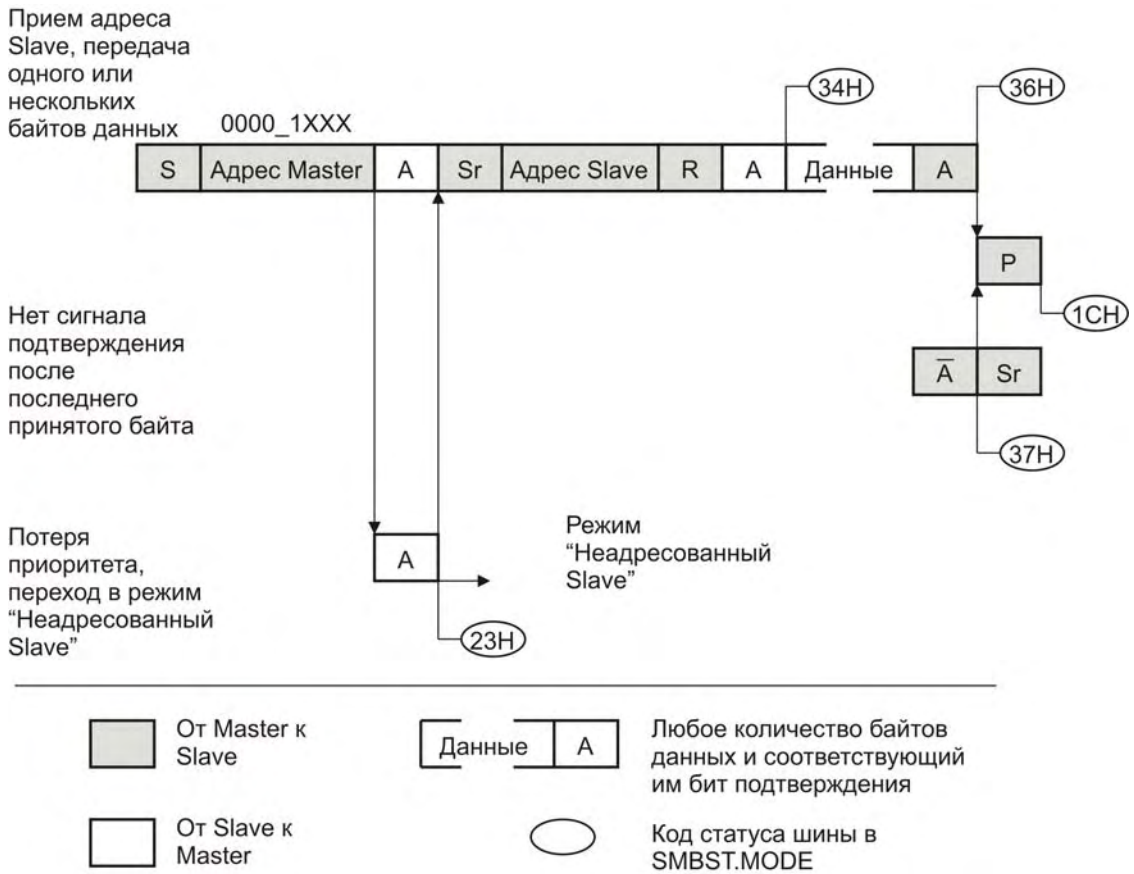 Прием адреса
Slave, передача
одного или
нескольких
байтов данных
0000_1XXX
34H
36H
S
Адрес Master
A
Sr
Адрес Slave
R
A
Данные
A
P
1CH
Нет сигнала
подтверждения
после
последнего
принятого байта
A̅
Sr
37H
Потеря
приоритета,
переход в режим
“Неадресованный
Slave”
A
23H
Режим
“Неадресованный
Slave”
От Master к
Slave
Данные
A
Любое количество байтов
данных и соответствующий
им бит подтверждения
От Slave к
Master
Код статуса шины в
SMBST.MODE